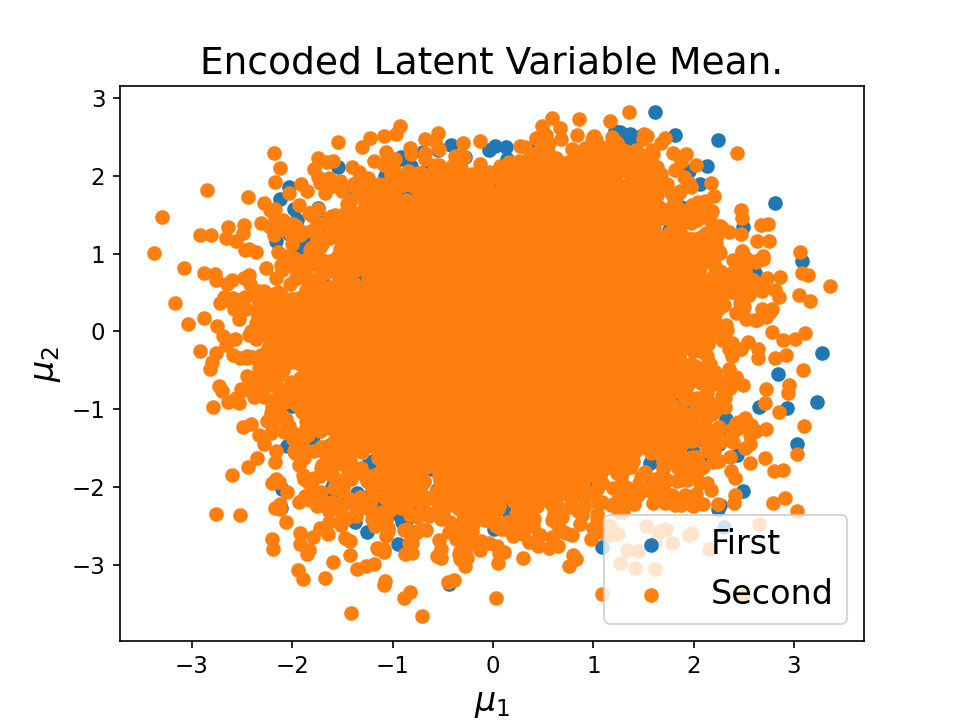 Encoded Latent Variable Mean.
3
2
1
0
−1
−2
−3
μ₂
First
Second
−3 −2 −1 0 1 2 3
μ₁